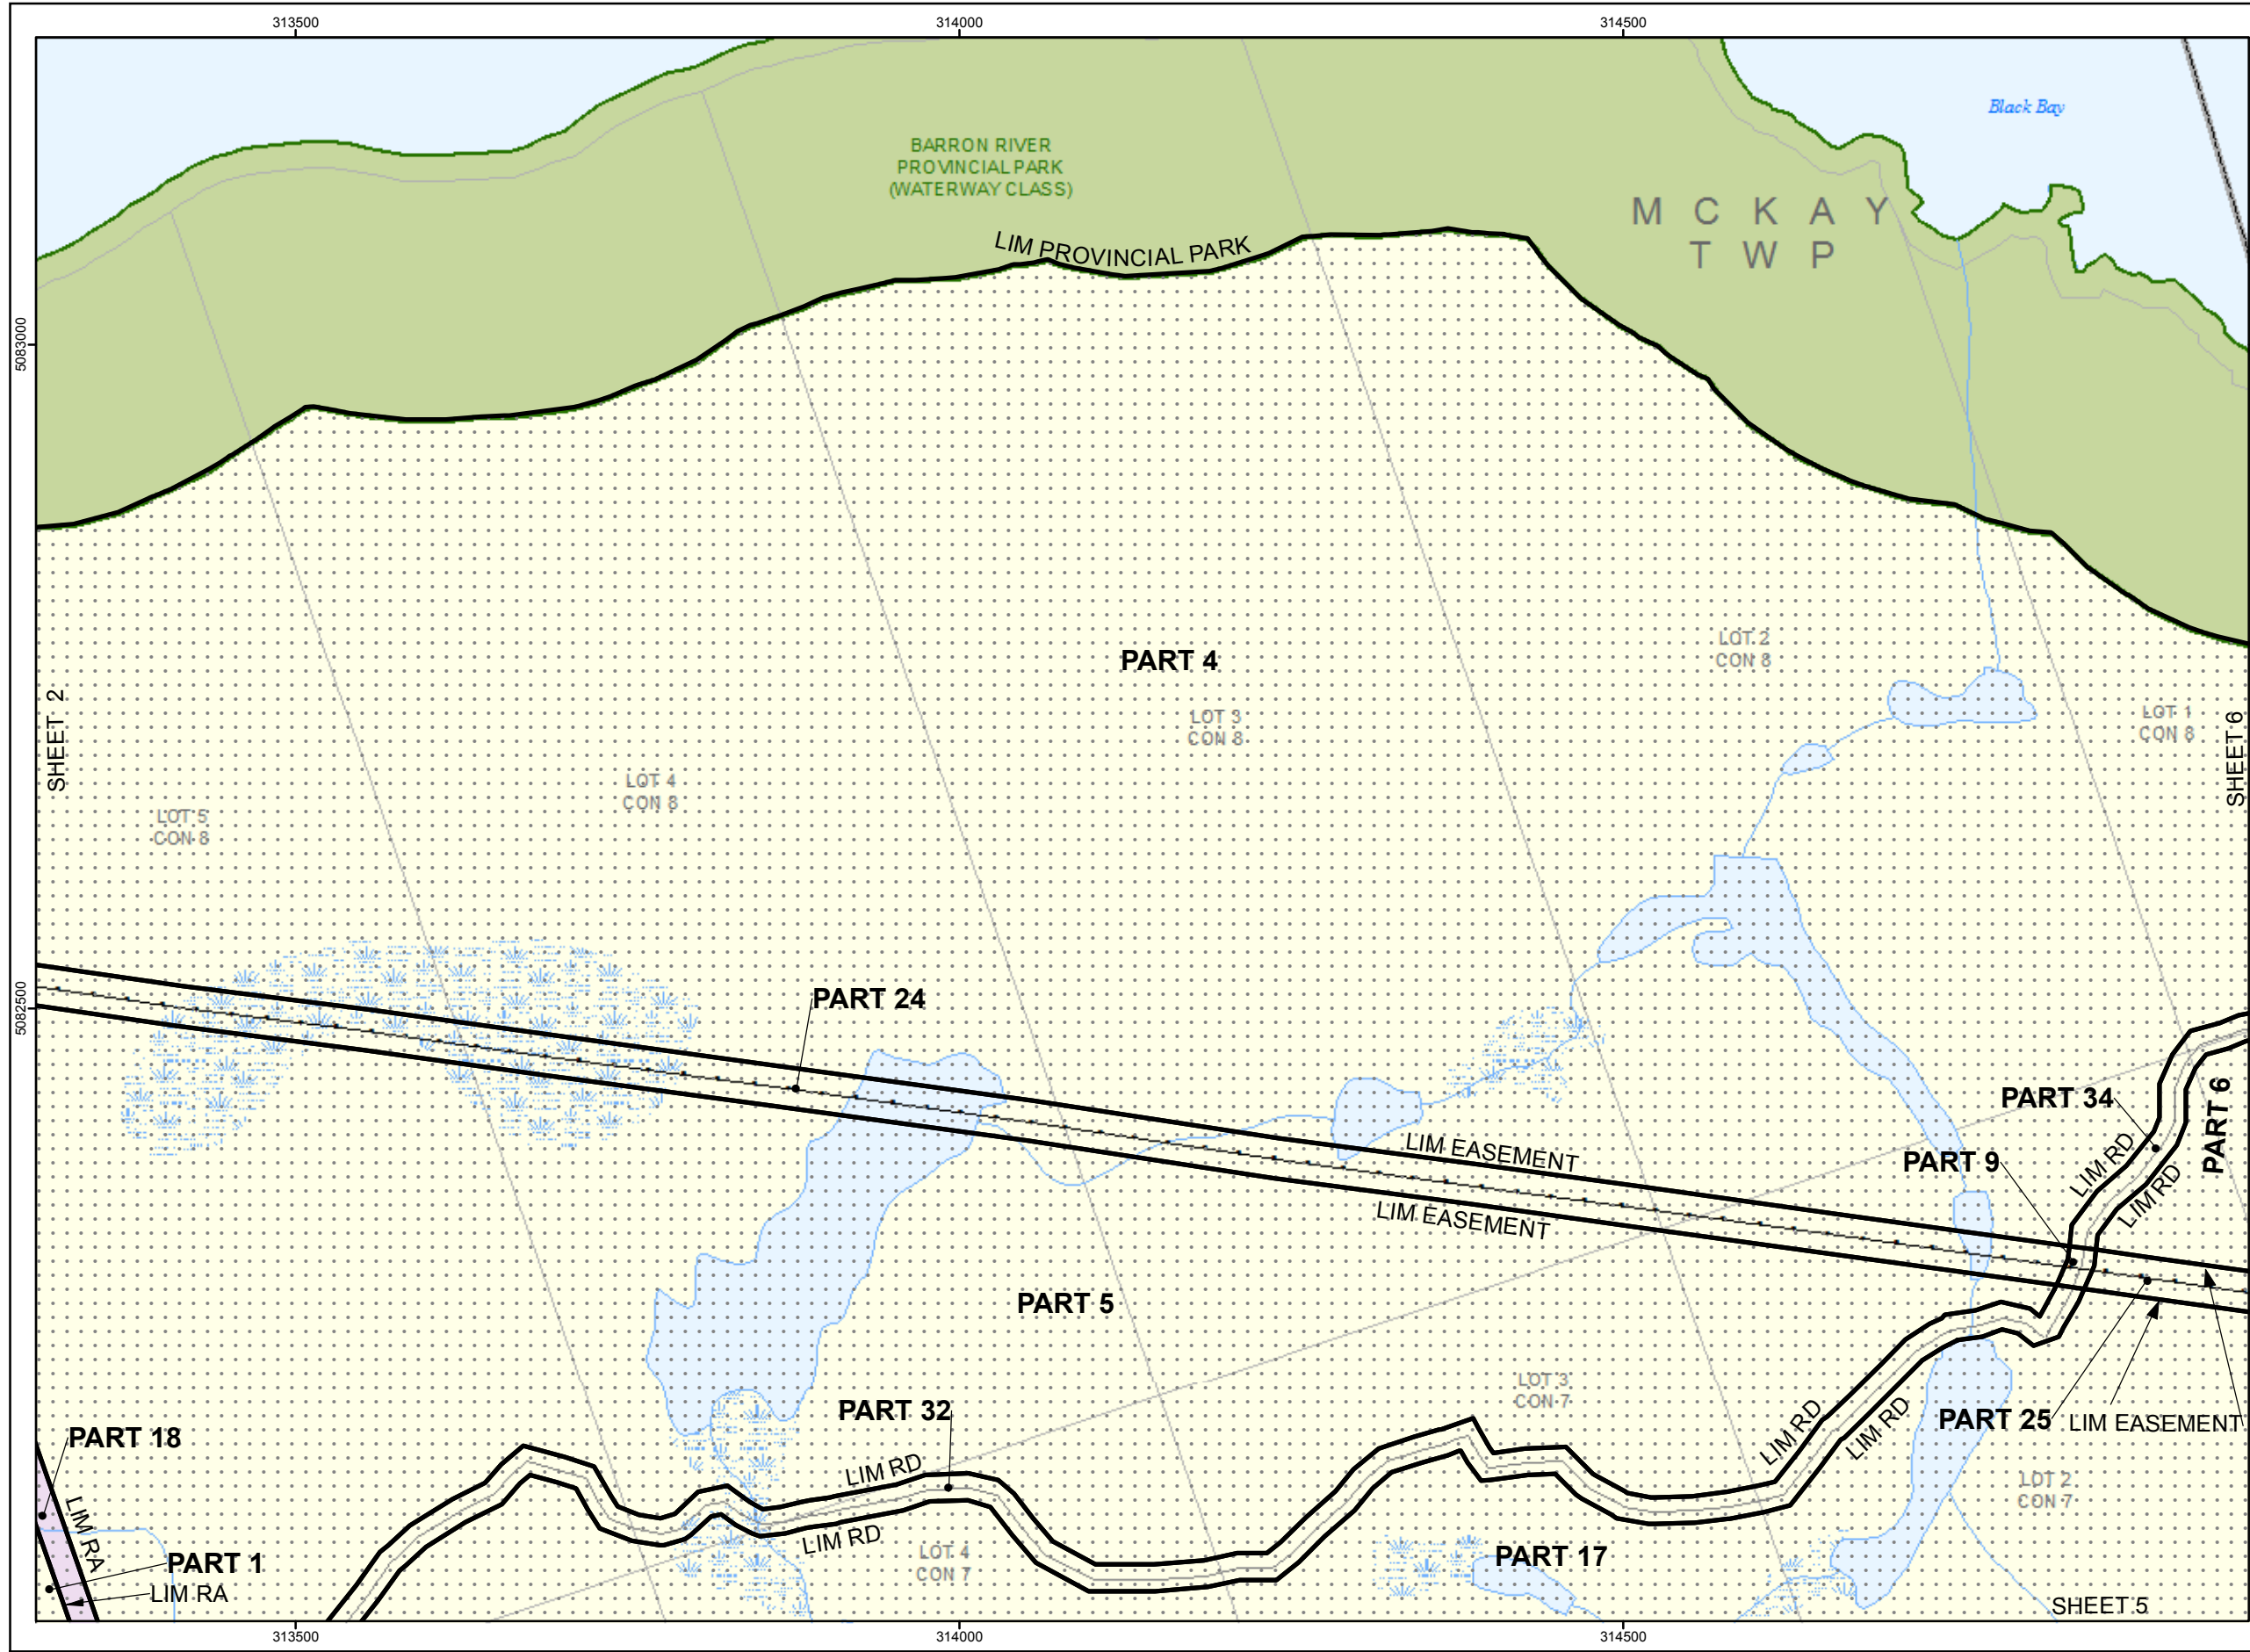 313500
314000
314500
Black Bay
BARRON RIVER
PROVINCIAL PARK
(WATERWAY CLASS)
MCKAY
TWP
LIM PROVINCIAL PARK
5083000
LOT 2
CON 8
PART 4
SHEET 2
LOT 3
CON 8
LOT 1
CON 8
SHEET 6
LOT 4
CON 8
LOT 5
CON 8
5082500
PART 24
PART 34
PART 6
LIM EASEMENT
PART 9
LIM RD
LIM RD
LIM EASEMENT
PART 5
LOT 3
CON 7
PART 32
PART 25
LIM EASEMENT
PART 18
LIM RD
LIM RD
LIM RD
LOT 2
CON 7
LIM RA
LIM RD
PART 1
LOT 4
CON 7
PART 17
LIM RA
SHEET 5
313500
314000
314500